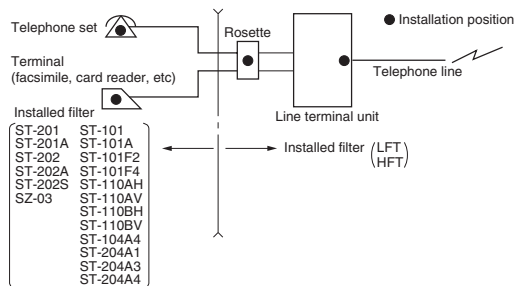 Telephone set
Rosette
● Installation position
Terminal
(facsimile, card reader, etc)
Telephone line
Line terminal unit
Installed filter
ST-201 ST-101
ST-201A ST-101A
ST-202 ST-101F2
ST-202A ST-101F4
ST-202S ST-110AH
SZ-03 ST-110AV
ST-110BH
ST-110BV
ST-104A4
ST-204A1
ST-204A3
ST-204A4
Installed filter (LFT
HFT)